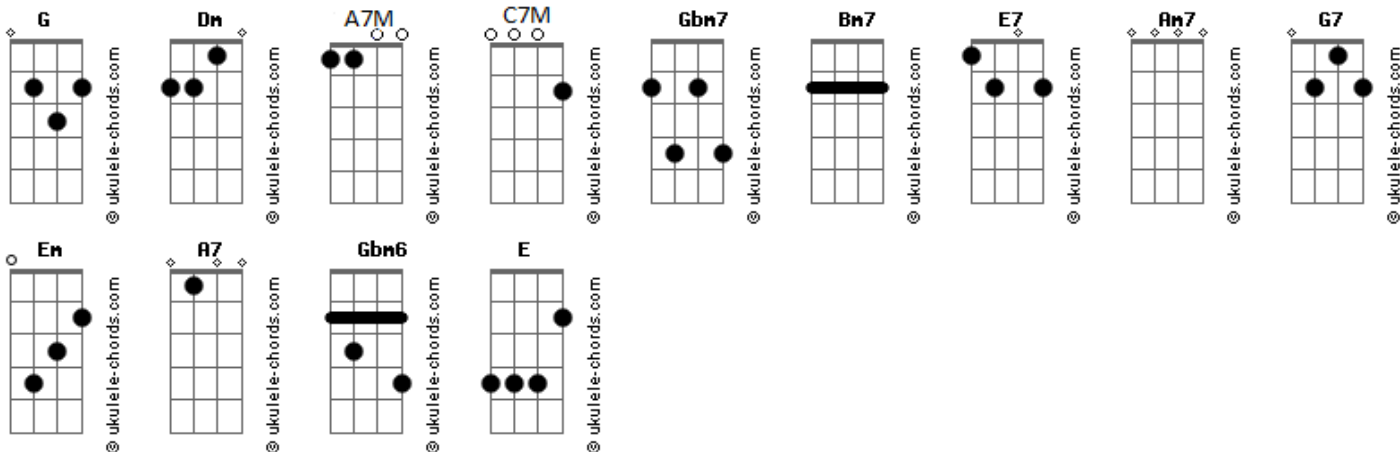 G Dm A7M C7M Gbm7 Bm7 E7 Am7 G7
© ukulele-chords.com © ukulele-chords.com © ukulele-chords.com © ukulele-chords.com © ukulele-chords.com © ukulele-chords.com © ukulele-chords.com © ukulele-chords.com © ukulele-chords.com
Em A7 Gbm6 E
© ukulele-chords.com © ukulele-chords.com © ukulele-chords.com © ukulele-chords.com